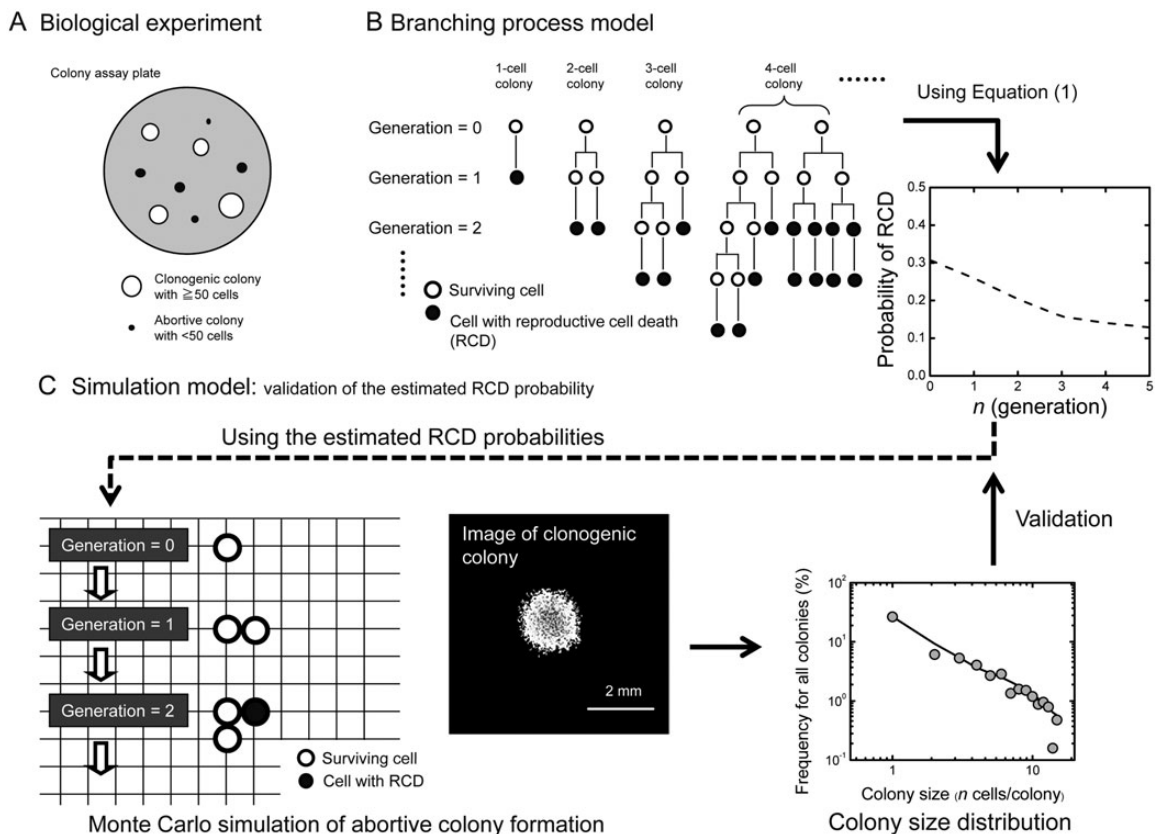 A Biological experiment
Colony assay plate
Clonogenic colony
with ≧50 cells
Abortive colony
with <50 cells
B Branching process model
1-cell
colony
2-cell
colony
3-cell
colony
4-cell
colony
Generation = 0
Generation = 1
Generation = 2
Surviving cell
Cell with reproductive cell death
(RCD)
Using Equation (1)
Probability of RCD
0.5
0.4
0.3
0.2
0.1
0.0
0 1 2 3 4 5
n (generation)
C Simulation model: validation of the estimated RCD probability
Using the estimated RCD probabilities
Generation = 0
Generation = 1
Generation = 2
Surviving cell
Cell with RCD
Monte Carlo simulation of abortive colony formation
Image of clonogenic
colony
2 mm
Validation
Frequency for all colonies (%)
10²
10¹
10⁰
10⁻¹
1 10
Colony size (n cells/colony)
Colony size distribution